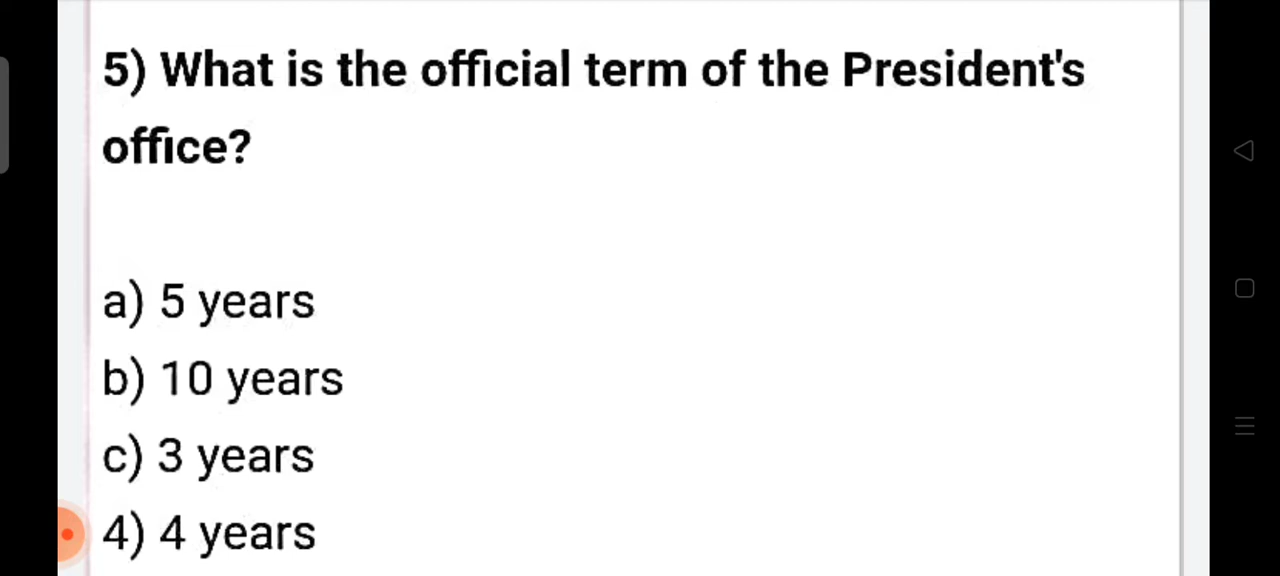 5) What is the official term of the President's
office?
a) 5 years
b) 10 years
c) 3 years
4) 4 years